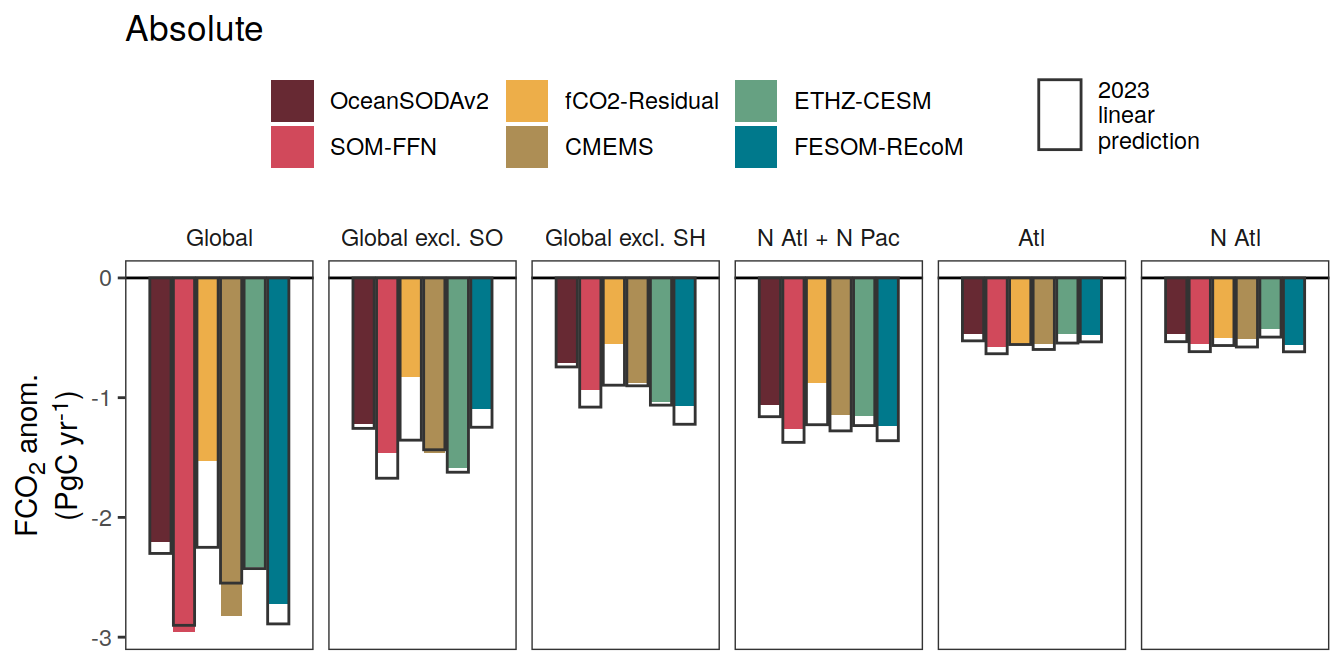 Absolute
OceanSODAv2
fCO2-Residual
ETHZ-CESM
SOM-FFN
CMEMS
FESOM-REcoM
2023
linear
prediction
Global
Global excl. SO
Global excl. SH
N Atl + N Pac
Atl
N Atl
FCO₂ anom.
(PgC yr⁻¹)
0
-1
-2
-3